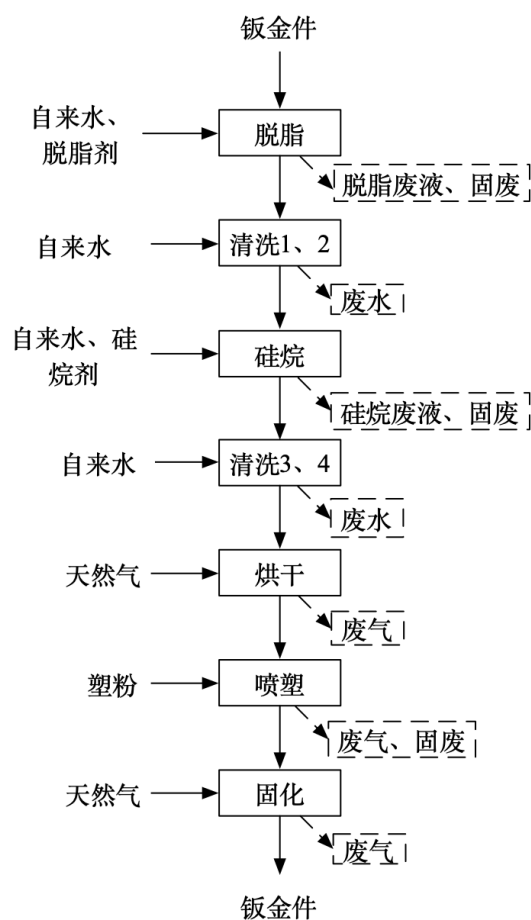 钣金件
自来水、
脱脂剂
脱脂
脱脂废液、固废
自来水
清洗1、2
废水
自来水、硅
烷剂
硅烷
硅烷废液、固废
自来水
清洗3、4
废水
天然气
烘干
废气
塑粉
喷塑
废气、固废
天然气
固化
废气
钣金件